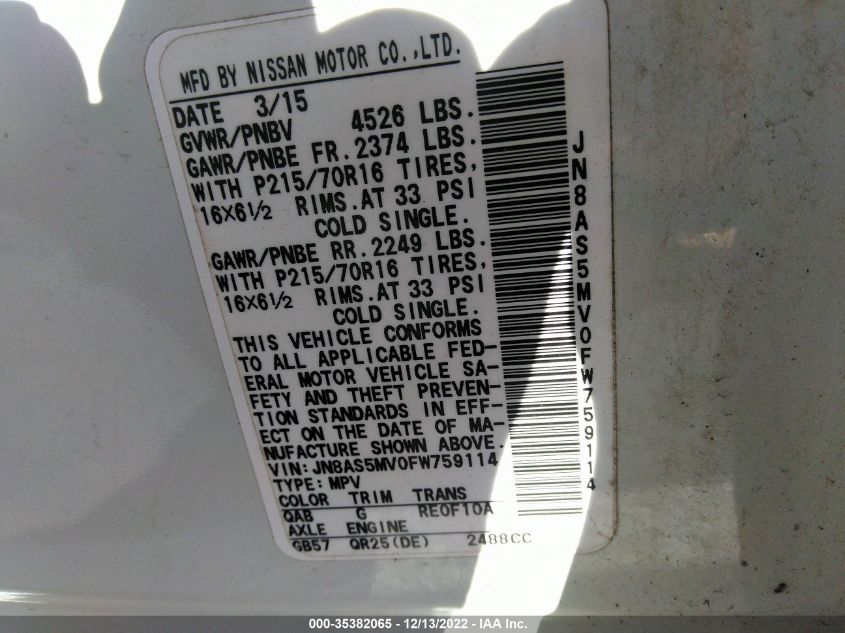 MFD BY NISSAN MOTOR CO.,LTD.
DATE 3/15
GVWR/PNBV 4526 LBS.
GAWR/PNBE FR.2374 LBS.
WITH P215/70R16 TIRES,
16X6½ RIMS.AT 33 PSI
COLD SINGLE.
GAWR/PNBE RR.2249 LBS.
WITH P215/70R16 TIRES,
16X6½ RIMS.AT 33 PSI
COLD SINGLE.
THIS VEHICLE CONFORMS
TO ALL APPLICABLE FED-
ERAL MOTOR VEHICLE SA-
FETY AND THEFT PREVEN-
TION STANDARDS IN EFF-
ECT ON THE DATE OF MA-
NUFACTURE SHOWN ABOVE.
VIN:JN8AS5MV0FW759114
TYPE:MPV
COLOR TRIM TRANS
QAB G RE0F10A
AXLE ENGINE
GB57 QR25(DE) 2488CC
JN8AS5MV0FW759114
000-35382065 - 12/13/2022 - IAA Inc.